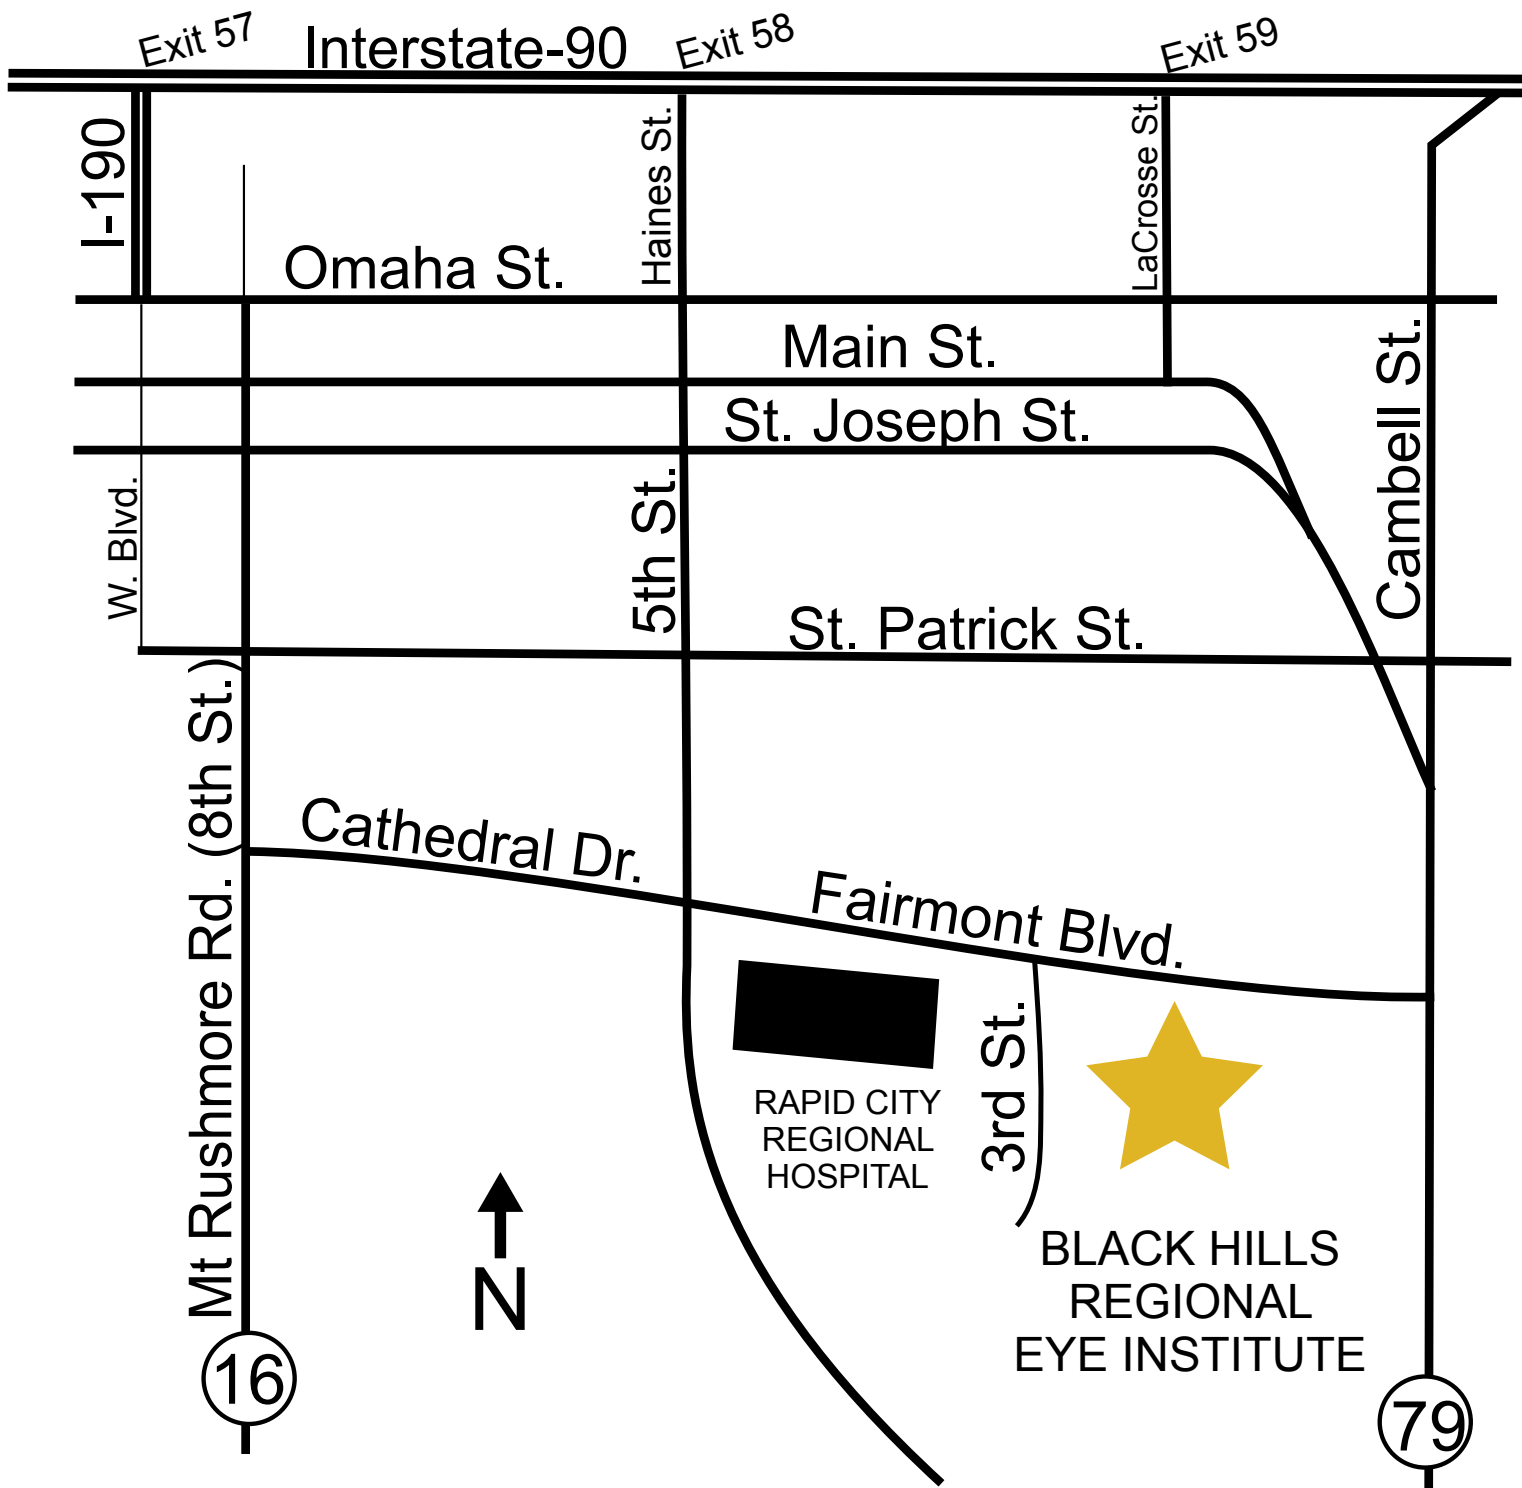 Exit 57
Interstate-90
Exit 58
Exit 59
I-190
Haines St.
LaCrosse St.
Omaha St.
Main St.
St. Joseph St.
Campbell St.
W. Blvd.
5th St.
St. Patrick St.
Mt Rushmore Rd. (8th St.)
Cathedral Dr.
Fairmont Blvd.
3rd St.
RAPID CITY
REGIONAL
HOSPITAL
N
BLACK HILLS
REGIONAL
EYE INSTITUTE
16
79